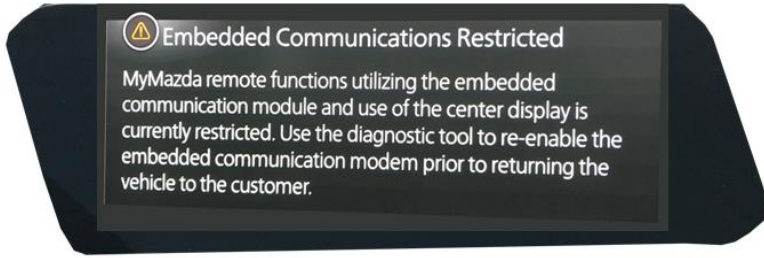 Embedded Communications Restricted
MyMazda remote functions utilizing the embedded
communication module and use of the center display is
currently restricted. Use the diagnostic tool to re-enable the
embedded communication modem prior to returning the
vehicle to the customer.